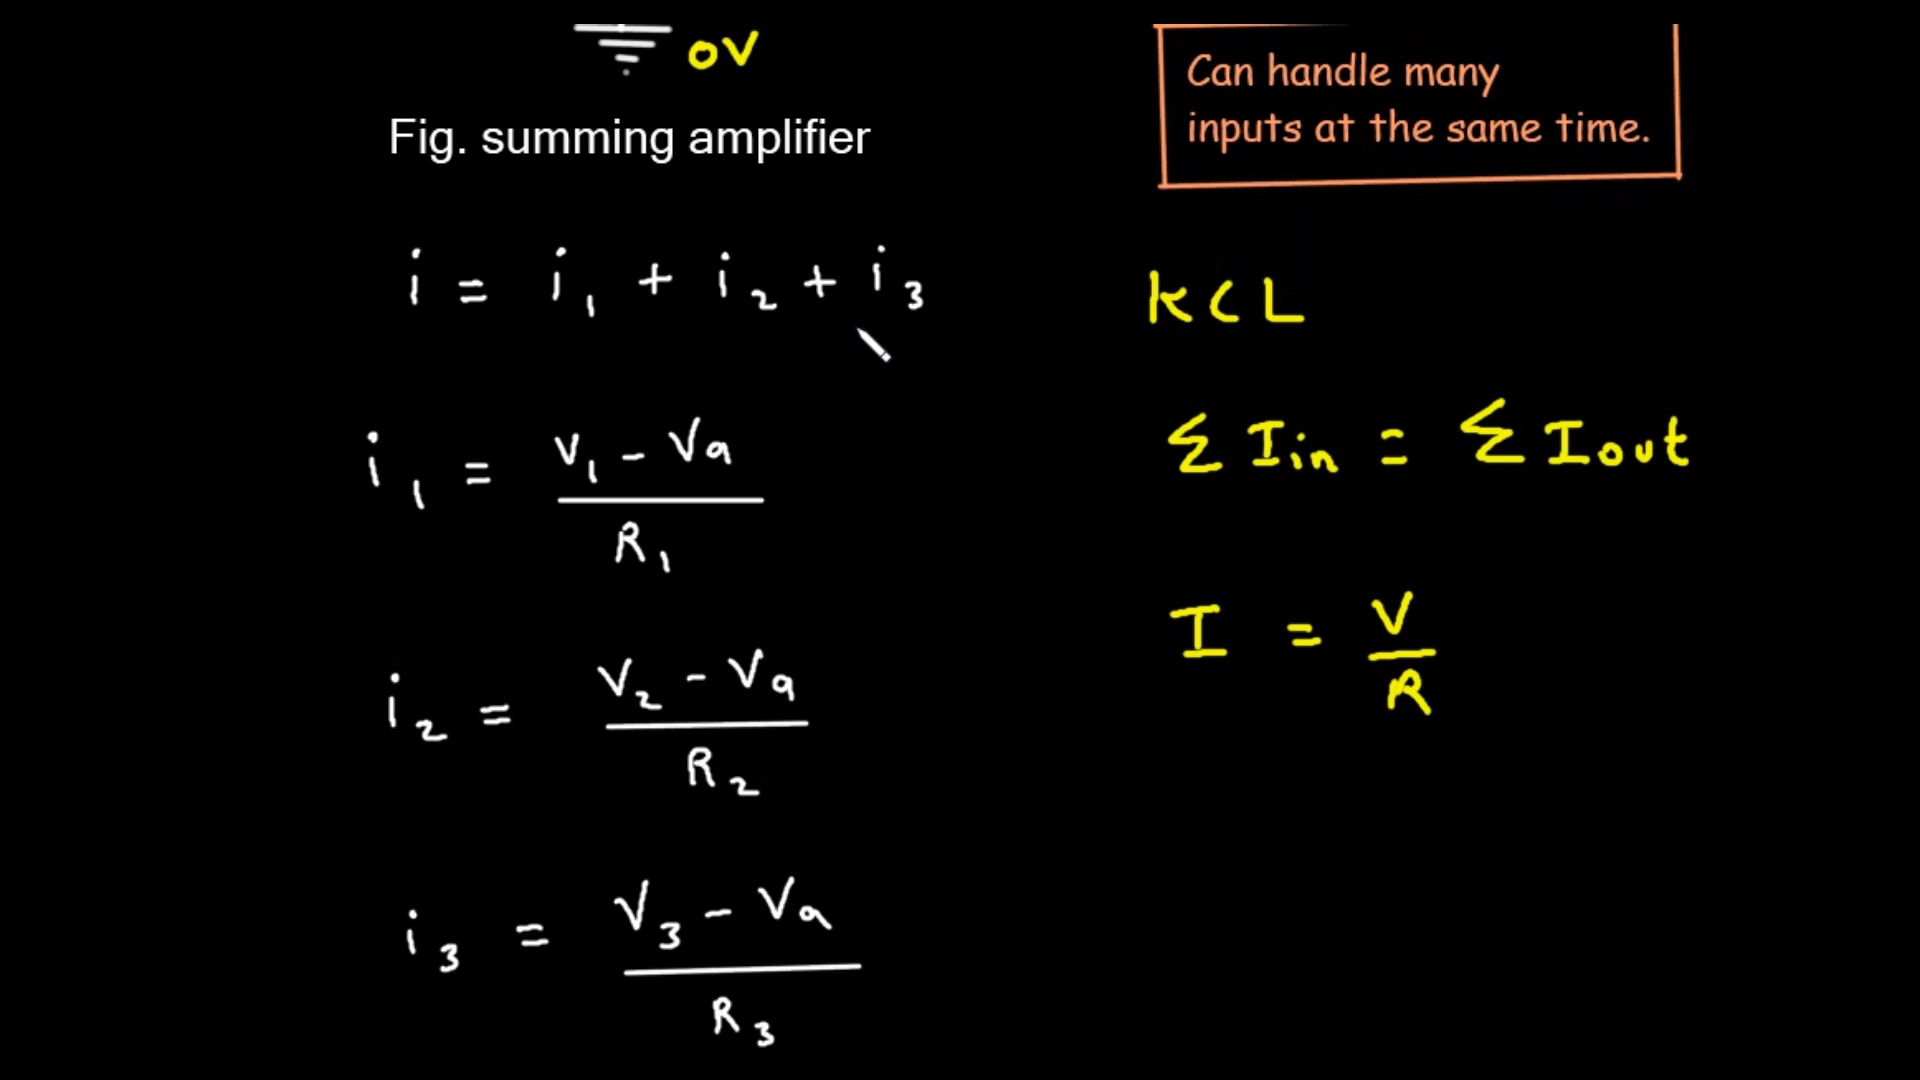 0V
Fig. summing amplifier
Can handle many
inputs at the same time.
i = i₁ + i₂ + i₃
KCL
i₁ = (V₁ - Va) / R₁
Σ Iin = Σ Iout
i₂ = (V₂ - Va) / R₂
I = V / R
i₃ = (V₃ - Va) / R₃